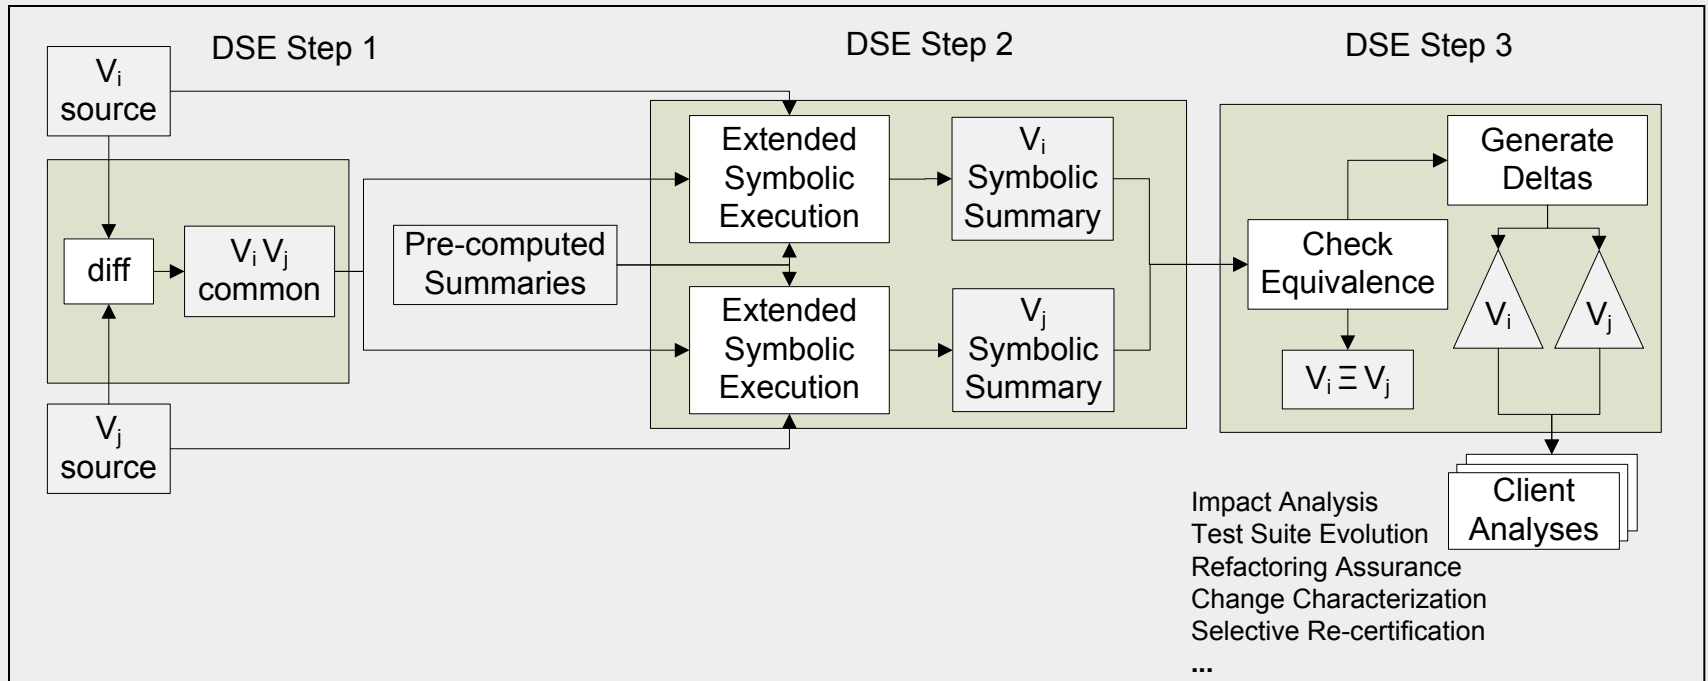 DSE Step 1
DSE Step 2
DSE Step 3
Vi
source
diff
Vi Vj
common
Vj
source
Pre-computed
Summaries
Extended
Symbolic
Execution
Vi
Symbolic
Summary
Extended
Symbolic
Execution
Vj
Symbolic
Summary
Check
Equivalence
Vi Ξ Vj
Generate
Deltas
Vi
Vj
Client
Analyses
Impact Analysis
Test Suite Evolution
Refactoring Assurance
Change Characterization
Selective Re-certification
...